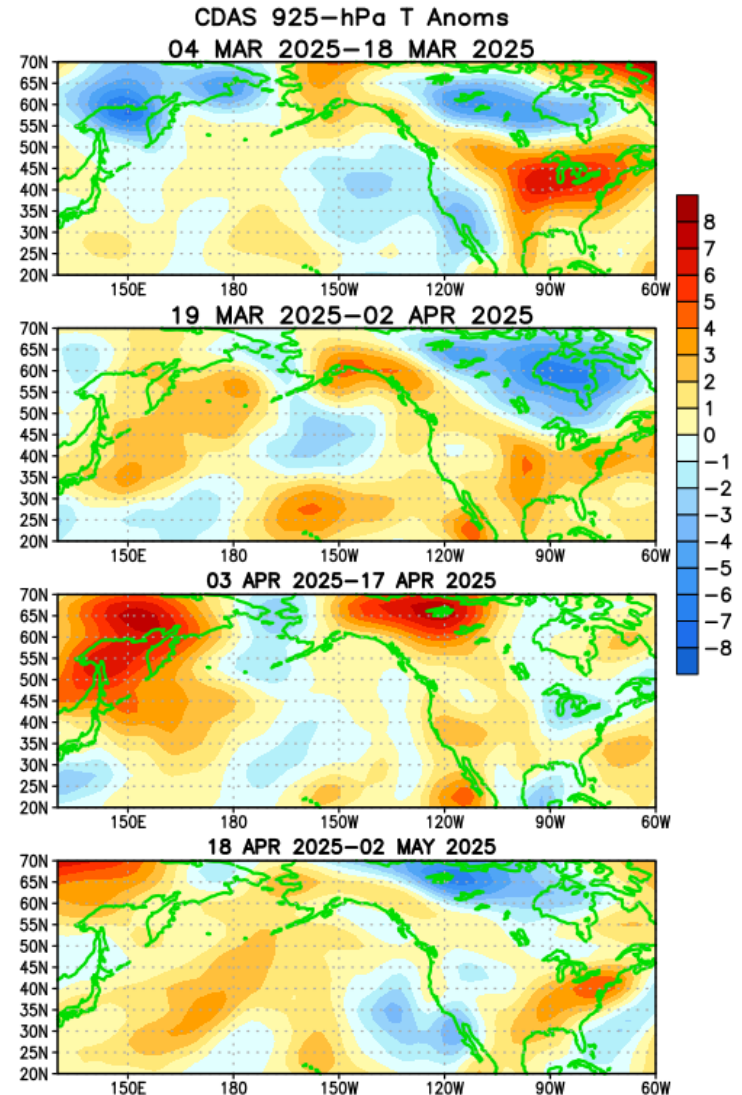 CDAS 925-hPa T Anoms
04 MAR 2025-18 MAR 2025
70N
65N
60N
55N
50N
45N
40N
35N
30N
25N
20N
150E 180 150W 120W 90W 60W
19 MAR 2025-02 APR 2025
70N
65N
60N
55N
50N
45N
40N
35N
30N
25N
20N
150E 180 150W 120W 90W 60W
03 APR 2025-17 APR 2025
70N
65N
60N
55N
50N
45N
40N
35N
30N
25N
20N
150E 180 150W 120W 90W 60W
18 APR 2025-02 MAY 2025
70N
65N
60N
55N
50N
45N
40N
35N
30N
25N
20N
150E 180 150W 120W 90W 60W
8
7
6
5
4
3
2
1
0
-1
-2
-3
-4
-5
-6
-7
-8